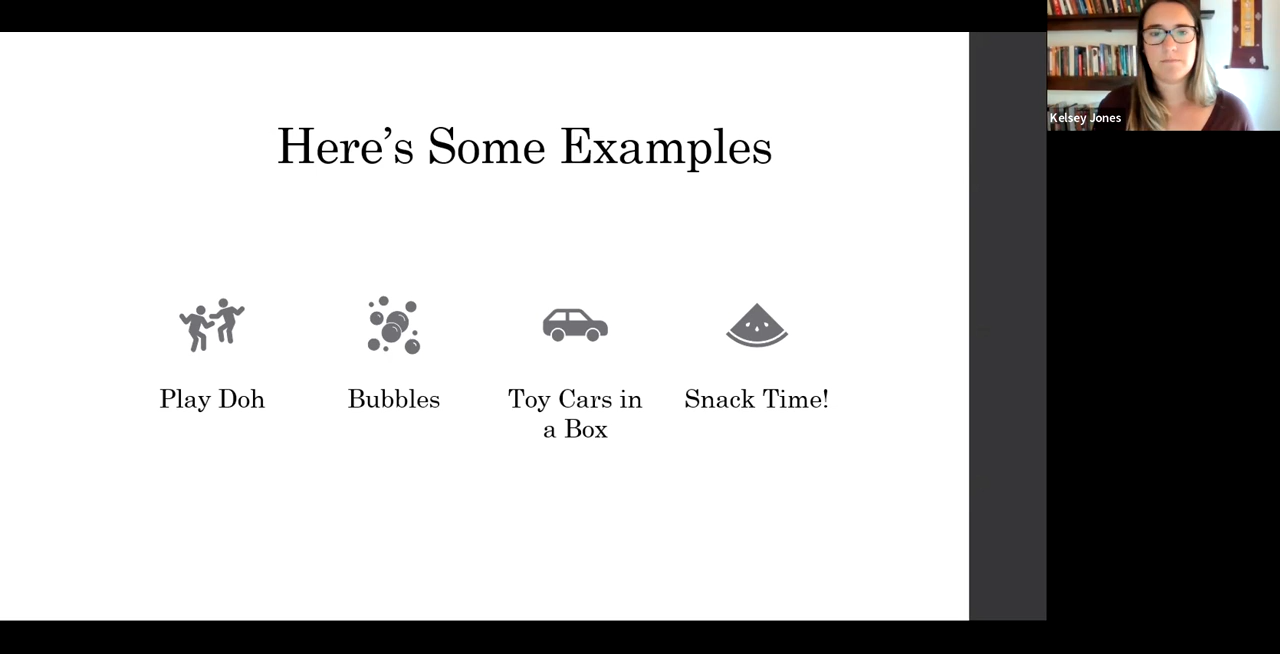 Here’s Some Examples
Play Doh
Bubbles
Toy Cars in
a Box
Snack Time!
Kelsey Jones